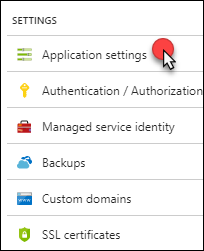 SETTINGS
Application settings
Authentication / Authorization
Managed service identity
Backups
Custom domains
SSL certificates